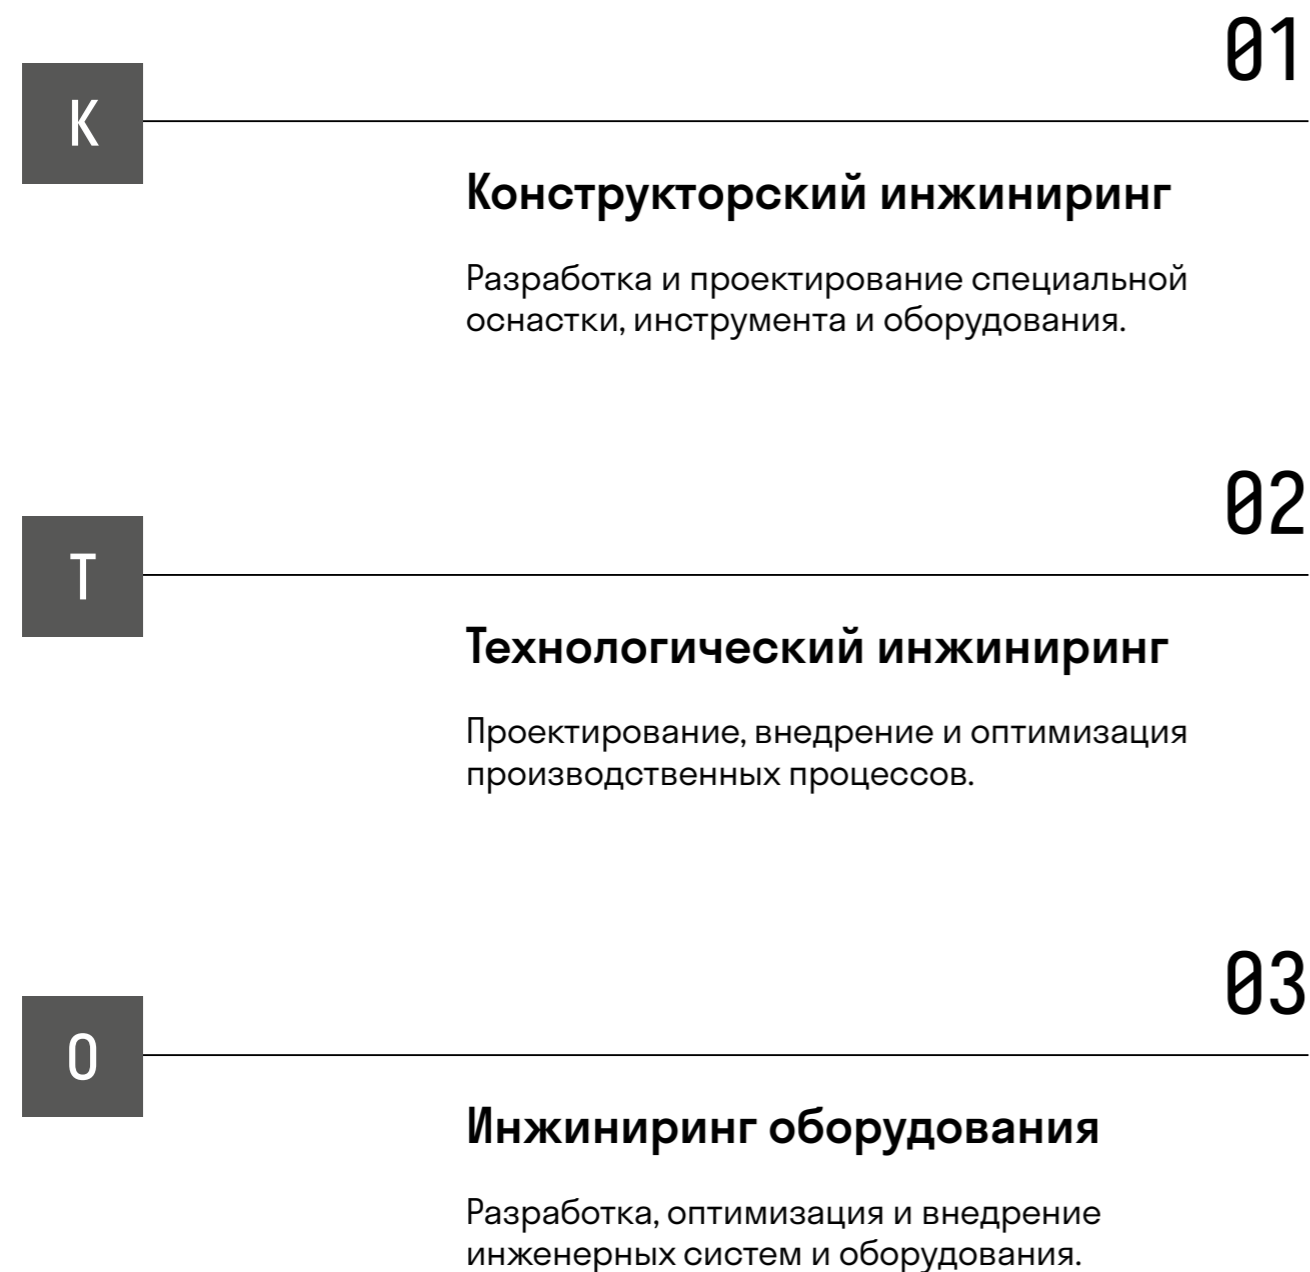 01
К
Конструкторский инжиниринг
Разработка и проектирование специальной
оснастки, инструмента и оборудования.
02
Т
Технологический инжиниринг
Проектирование, внедрение и оптимизация
производственных процессов.
03
О
Инжиниринг оборудования
Разработка, оптимизация и внедрение
инженерных систем и оборудования.